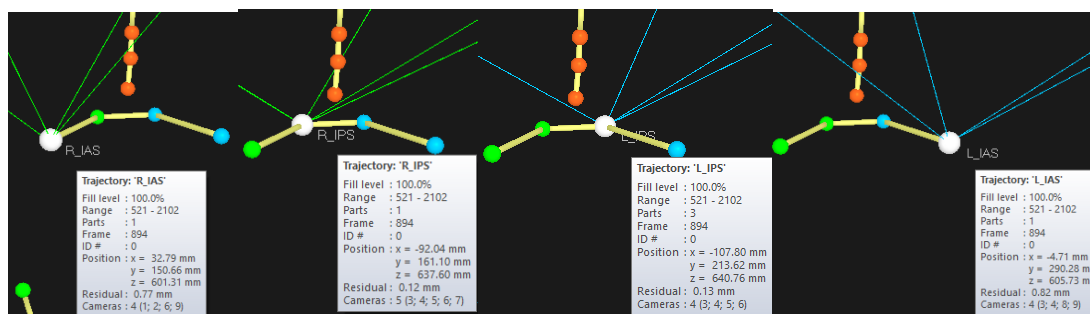 R_IAS
Trajectory: 'R_IAS'
Fill level : 100.0%
Range : 521 - 2102
Parts : 1
Frame : 894
ID # : 0
Position : x = 32.79 mm
y = 150.66 mm
z = 601.31 mm
Residual : 0.77 mm
Cameras : 4 (1; 2; 6; 9)
R_IPS
Trajectory: 'R_IPS'
Fill level : 100.0%
Range : 521 - 2102
Parts : 1
Frame : 894
ID # : 0
Position : x = -92.04 mm
y = 161.10 mm
z = 637.60 mm
Residual : 0.12 mm
Cameras : 5 (3; 4; 5; 6; 7)
L_IPS
Trajectory: 'L_IPS'
Fill level : 100.0%
Range : 521 - 2102
Parts : 3
Frame : 894
ID # : 0
Position : x = -107.80 mm
y = 213.62 mm
z = 640.76 mm
Residual : 0.13 mm
Cameras : 4 (3; 4; 5; 6)
L_IAS
Trajectory: 'L_IAS'
Fill level : 100.0%
Range : 521 - 2102
Parts : 1
Frame : 894
ID # : 0
Position : x = -4.71 mm
y = 290.28 mm
z = 605.73 mm
Residual : 0.82 mm
Cameras : 4 (3; 4; 8; 9)